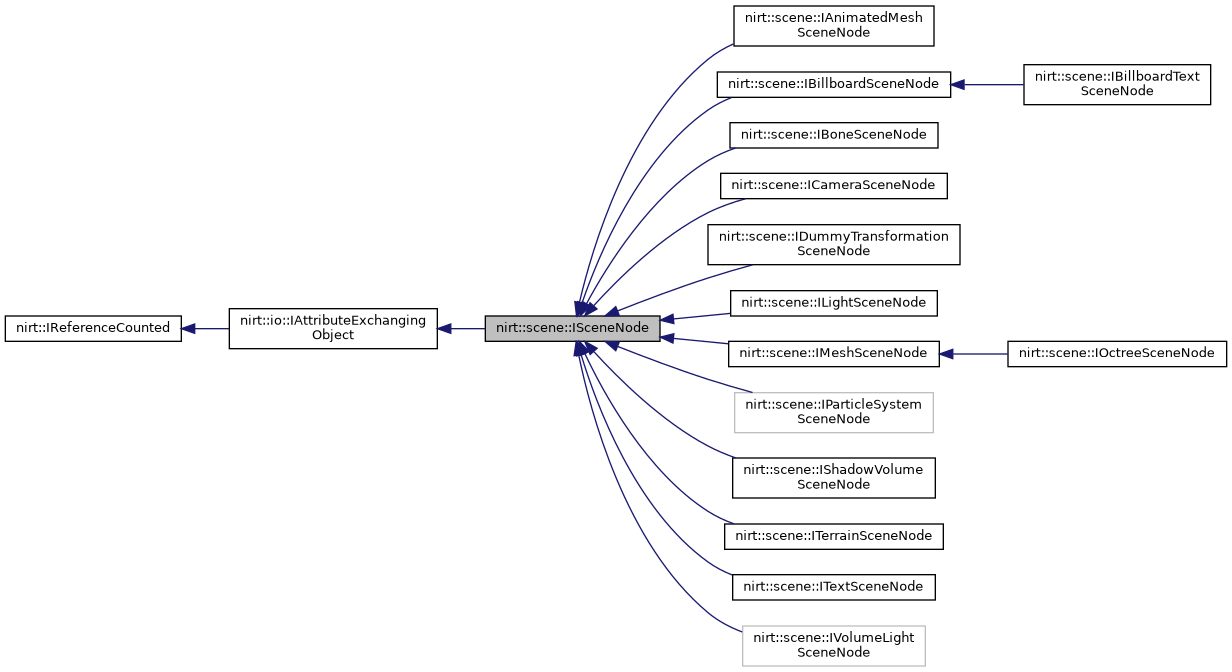 nirt::IReferenceCounted
nirt::io::IAttributeExchanging
Object
nirt::scene::ISceneNode
nirt::scene::IAnimatedMesh
SceneNode
nirt::scene::IBillboardSceneNode
nirt::scene::IBillboardText
SceneNode
nirt::scene::IBoneSceneNode
nirt::scene::ICameraSceneNode
nirt::scene::IDummyTransformation
SceneNode
nirt::scene::ILightSceneNode
nirt::scene::IMeshSceneNode
nirt::scene::IOctreeSceneNode
nirt::scene::IParticleSystem
SceneNode
nirt::scene::IShadowVolume
SceneNode
nirt::scene::ITerrainSceneNode
nirt::scene::ITextSceneNode
nirt::scene::IVolumeLight
SceneNode